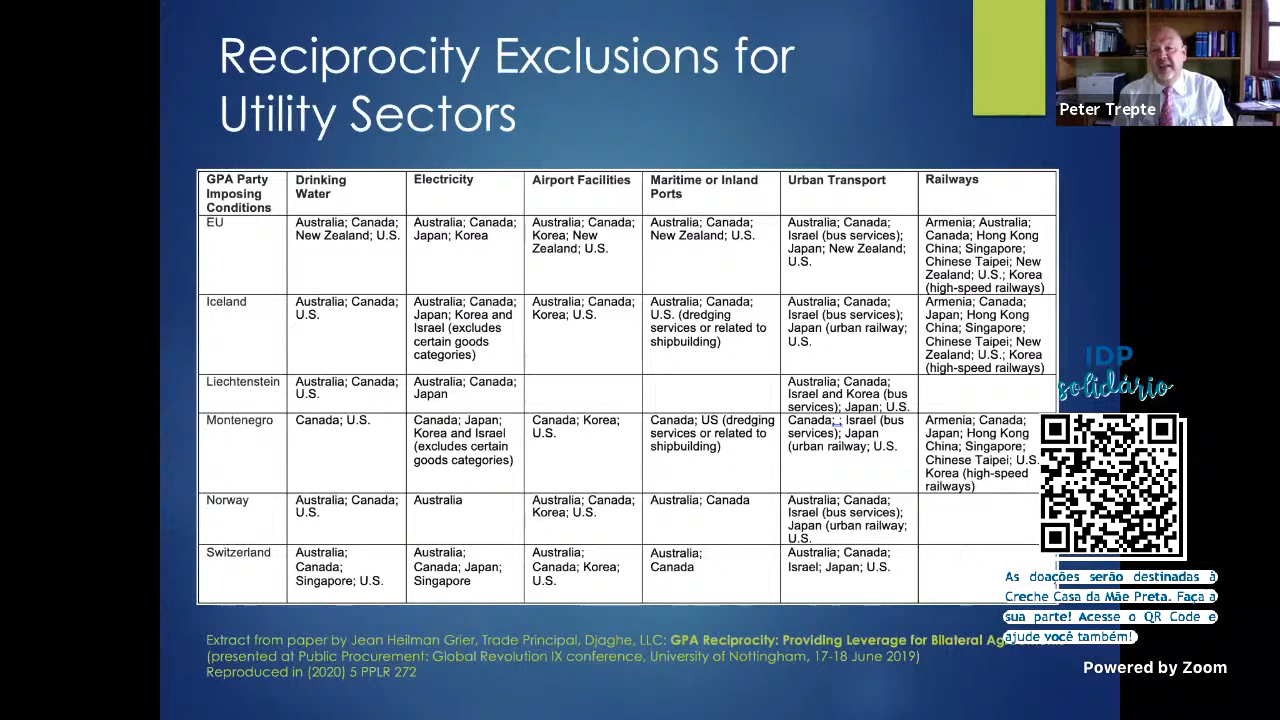 Reciprocity Exclusions for
Utility Sectors
Peter Trepte
GPA Party
Imposing
Conditions
Drinking
Water
Electricity
Airport Facilities
Maritime or Inland
Ports
Urban Transport
Railways
EU
Australia; Canada;
New Zealand; U.S.
Australia; Canada;
Japan; Korea
Australia; Canada;
Korea; New
Zealand; U.S.
Australia; Canada;
New Zealand; U.S.
Australia; Canada;
Israel (bus services);
Japan; New Zealand;
U.S.
Armenia; Australia;
Canada; Hong Kong
China; Singapore;
Chinese Taipei; New
Zealand; U.S.; Korea
(high-speed railways)
Iceland
Australia; Canada;
U.S.
Australia; Canada;
Japan; Korea and
Israel (excludes
certain goods
categories)
Australia; Canada;
Korea; U.S.
Australia; Canada;
U.S. (dredging
services or related to
shipbuilding)
Australia; Canada;
Israel (bus services);
Japan (urban railway;
U.S.
Armenia; Canada;
Japan; Hong Kong
China; Singapore;
Chinese Taipei; New
Zealand; U.S.; Korea
(high-speed railways)
Liechtenstein
Australia; Canada;
U.S.
Australia; Canada;
Japan
Australia; Canada;
Israel and Korea (bus
services); Japan; U.S.
Montenegro
Canada; U.S.
Canada; Japan;
Korea and Israel
(excludes certain
goods categories)
Canada; Korea;
U.S.
Canada; US (dredging
services or related to
shipbuilding)
Canada; ; Israel (bus
services); Japan
(urban railway; U.S.
Armenia; Canada;
Japan; Hong Kong
China; Singapore;
Chinese Taipei; U.S.
Korea (high-speed
railways)
Norway
Australia; Canada;
U.S.
Australia
Australia; Canada;
Korea; U.S.
Australia; Canada
Australia; Canada;
Israel (bus services);
Japan (urban railway;
U.S.
Switzerland
Australia;
Canada;
Singapore; U.S.
Australia;
Canada; Japan;
Singapore
Australia;
Canada; Korea;
U.S.
Australia;
Canada
Australia; Canada;
Israel; Japan; U.S.
Extract from paper by Jean Heilman Grier, Trade Principal, Djaghe, LLC: GPA Reciprocity: Providing Leverage for Bilateral
(presented at Public Procurement: Global Revolution IX conference, University of Nottingham, 17-18 June 2019)
Reproduced in (2020) 5 PPLR 272
IDP
solidário
As doações serão destinadas à
Creche Casa da Mãe Preta. Faça a
sua parte! Acesse o QR Code e
ajude você também!
Powered by Zoom